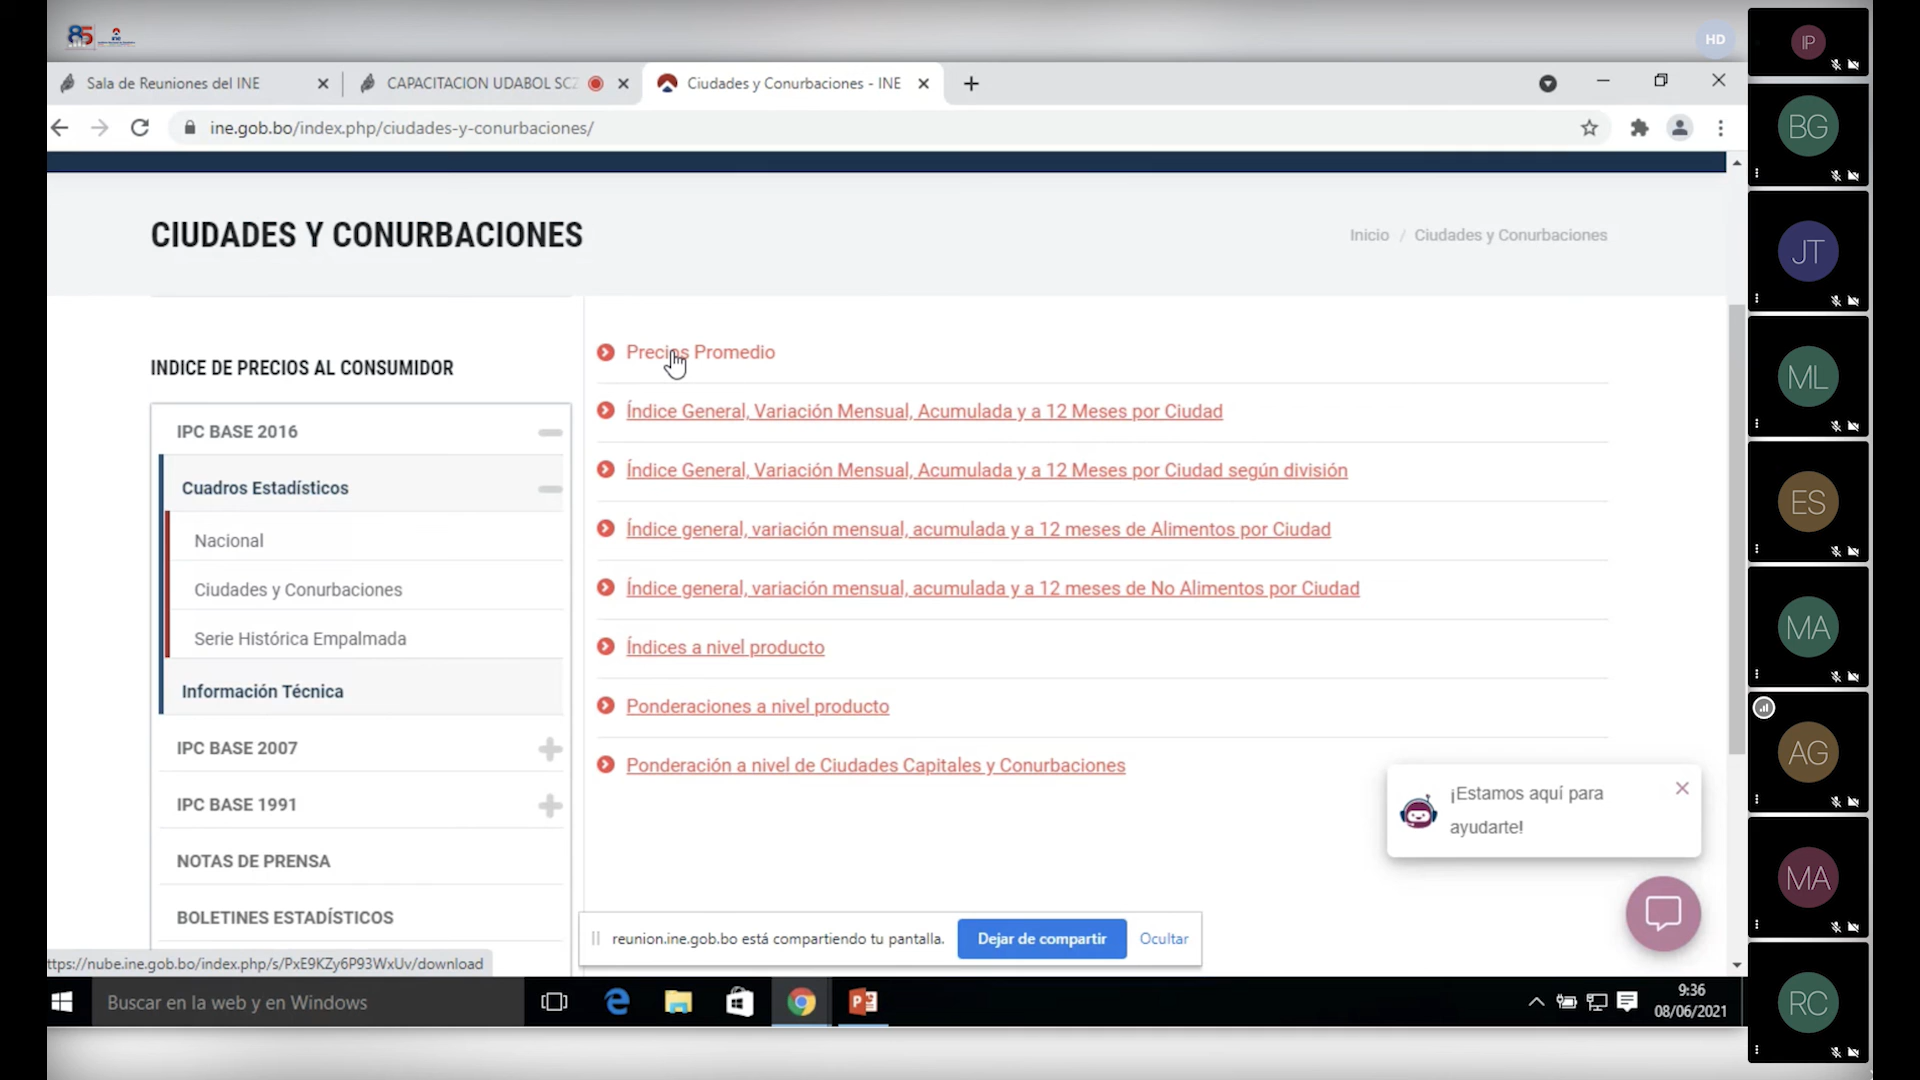 85 ine
HD
Sala de Reuniones del INE
CAPACITACION UDABOL SCZ
Ciudades y Conurbaciones - INE
ine.gob.bo/index.php/ciudades-y-conurbaciones/
CIUDADES Y CONURBACIONES
Inicio / Ciudades y Conurbaciones
INDICE DE PRECIOS AL CONSUMIDOR
IPC BASE 2016
Cuadros Estadísticos
Nacional
Ciudades y Conurbaciones
Serie Histórica Empalmada
Información Técnica
IPC BASE 2007
IPC BASE 1991
NOTAS DE PRENSA
BOLETINES ESTADÍSTICOS
Precios Promedio
Índice General, Variación Mensual, Acumulada y a 12 Meses por Ciudad
Índice General, Variación Mensual, Acumulada y a 12 Meses por Ciudad según división
Índice general, variación mensual, acumulada y a 12 meses de Alimentos por Ciudad
Índice general, variación mensual, acumulada y a 12 meses de No Alimentos por Ciudad
Índices a nivel producto
Ponderaciones a nivel producto
Ponderación a nivel de Ciudades Capitales y Conurbaciones
¡Estamos aquí para
ayudarte!
reunion.ine.gob.bo está compartiendo tu pantalla.
Dejar de compartir
Ocultar
ttps://nube.ine.gob.bo/index.php/s/PxE9KZy6P93WxUv/download
Buscar en la web y en Windows
9:36
08/06/2021
IP
BG
JT
ML
ES
MA
AG
MA
RC